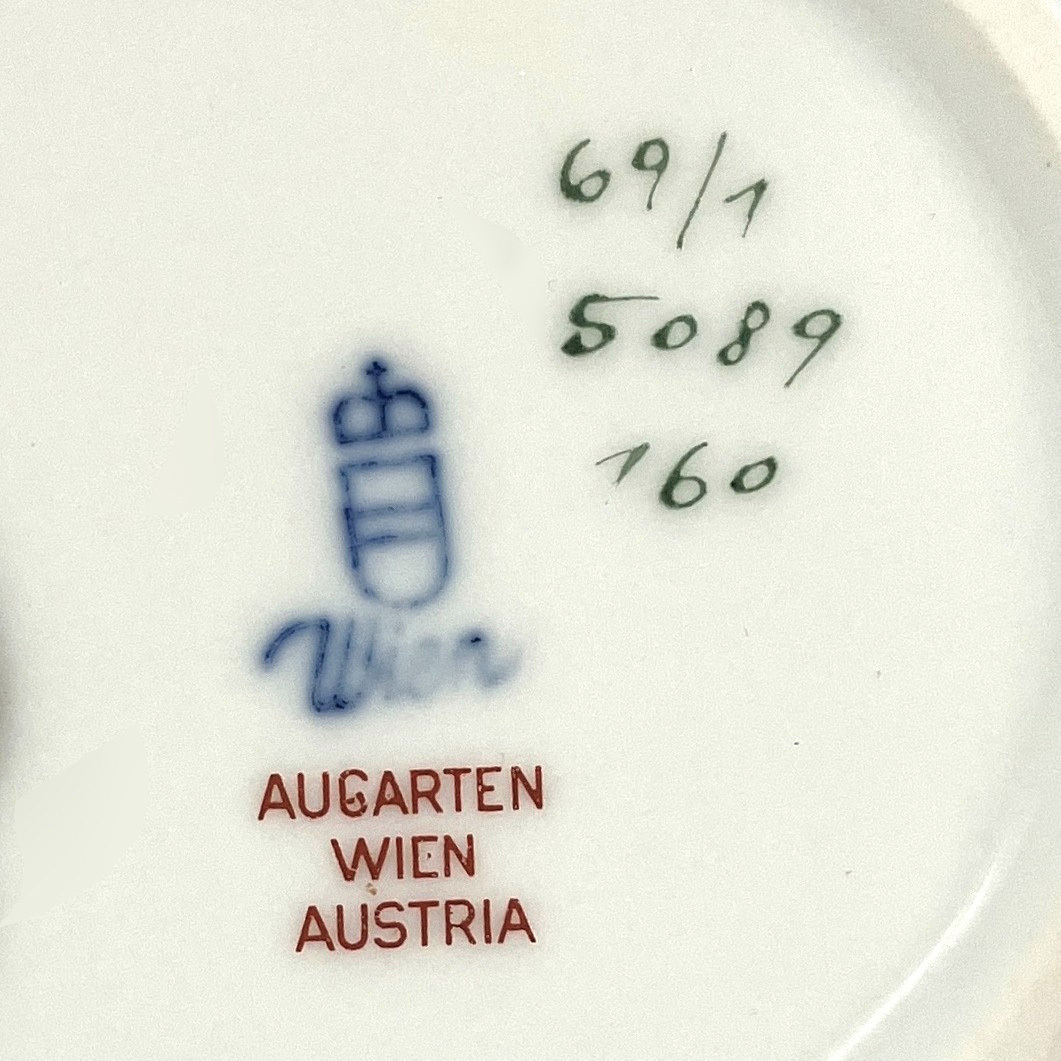 69/1
5089
160
Wien
AUGARTEN
WIEN
AUSTRIA